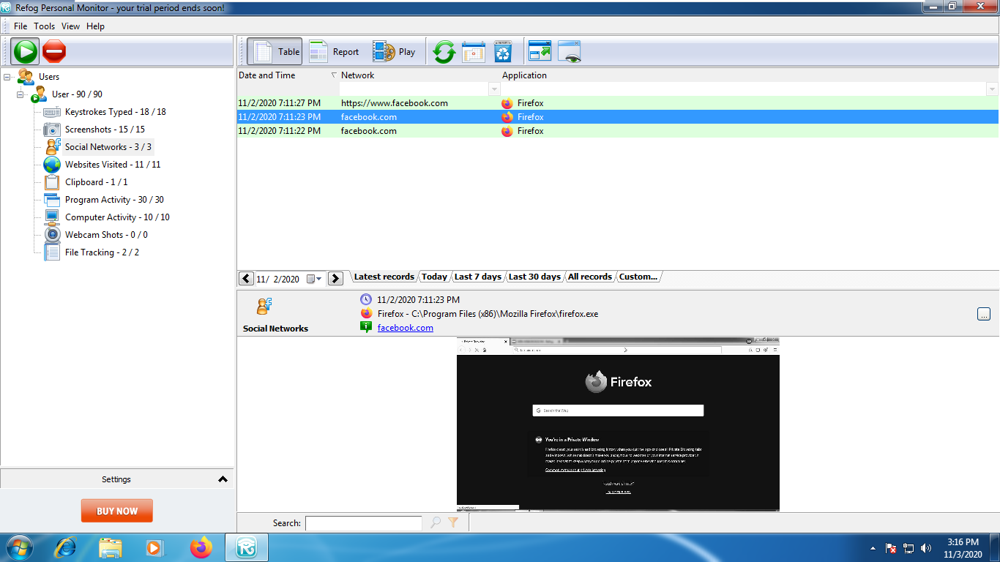 Refog Personal Monitor - your trial period ends soon!
File Tools View Help
Table Report Play
Users
User - 90 / 90
Keystrokes Typed - 18 / 18
Screenshots - 15 / 15
Social Networks - 3 / 3
Websites Visited - 11 / 11
Clipboard - 1 / 1
Program Activity - 30 / 30
Computer Activity - 10 / 10
Webcam Shots - 0 / 0
File Tracking - 2 / 2
Settings
BUY NOW
Date and Time Network Application
11/2/2020 7:11:27 PM https://www.facebook.com Firefox
11/2/2020 7:11:23 PM facebook.com Firefox
11/2/2020 7:11:22 PM facebook.com Firefox
11/ 2/2020 Latest records Today Last 7 days Last 30 days All records Custom...
Social Networks
11/2/2020 7:11:23 PM
Firefox - C:\Program Files (x86)\Mozilla Firefox\firefox.exe
facebook.com
...
Firefox
Search the Web
You're in a Private Window
Search:
3:16 PM
11/3/2020